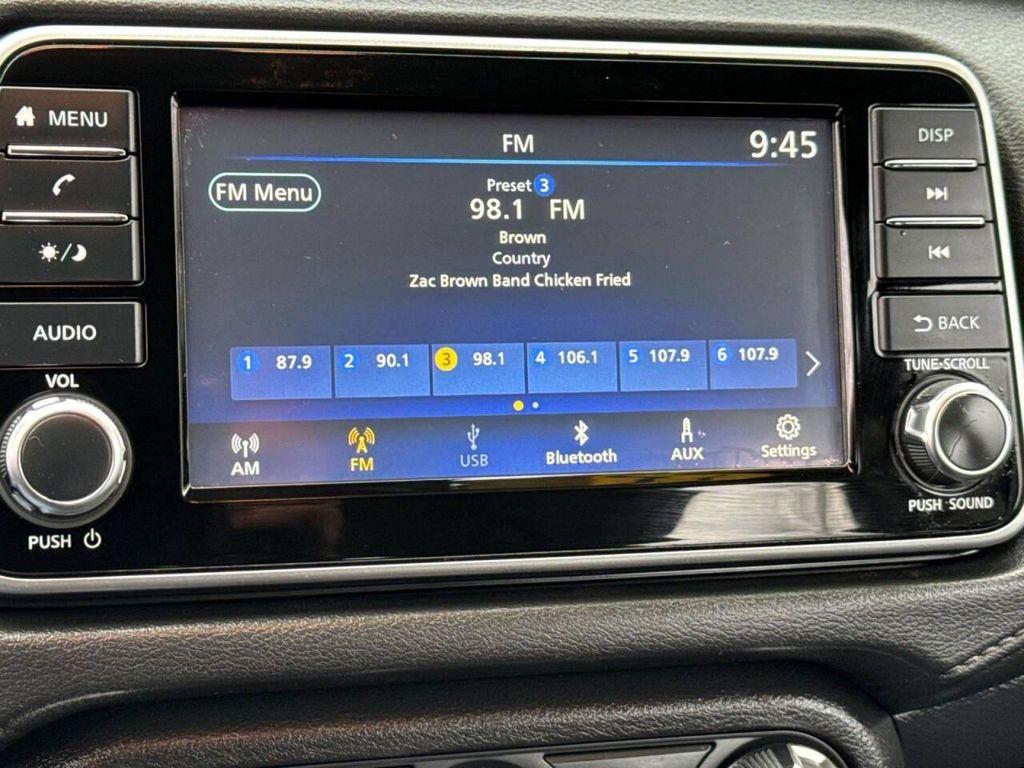 MENU
AUDIO
VOL
PUSH
FM
9:45
FM Menu
Preset 3
98.1 FM
Brown
Country
Zac Brown Band Chicken Fried
1 87.9 2 90.1 3 98.1 4 106.1 5 107.9 6 107.9
AM FM USB Bluetooth AUX Settings
DISP
BACK
TUNE•SCROLL
PUSH SOUND